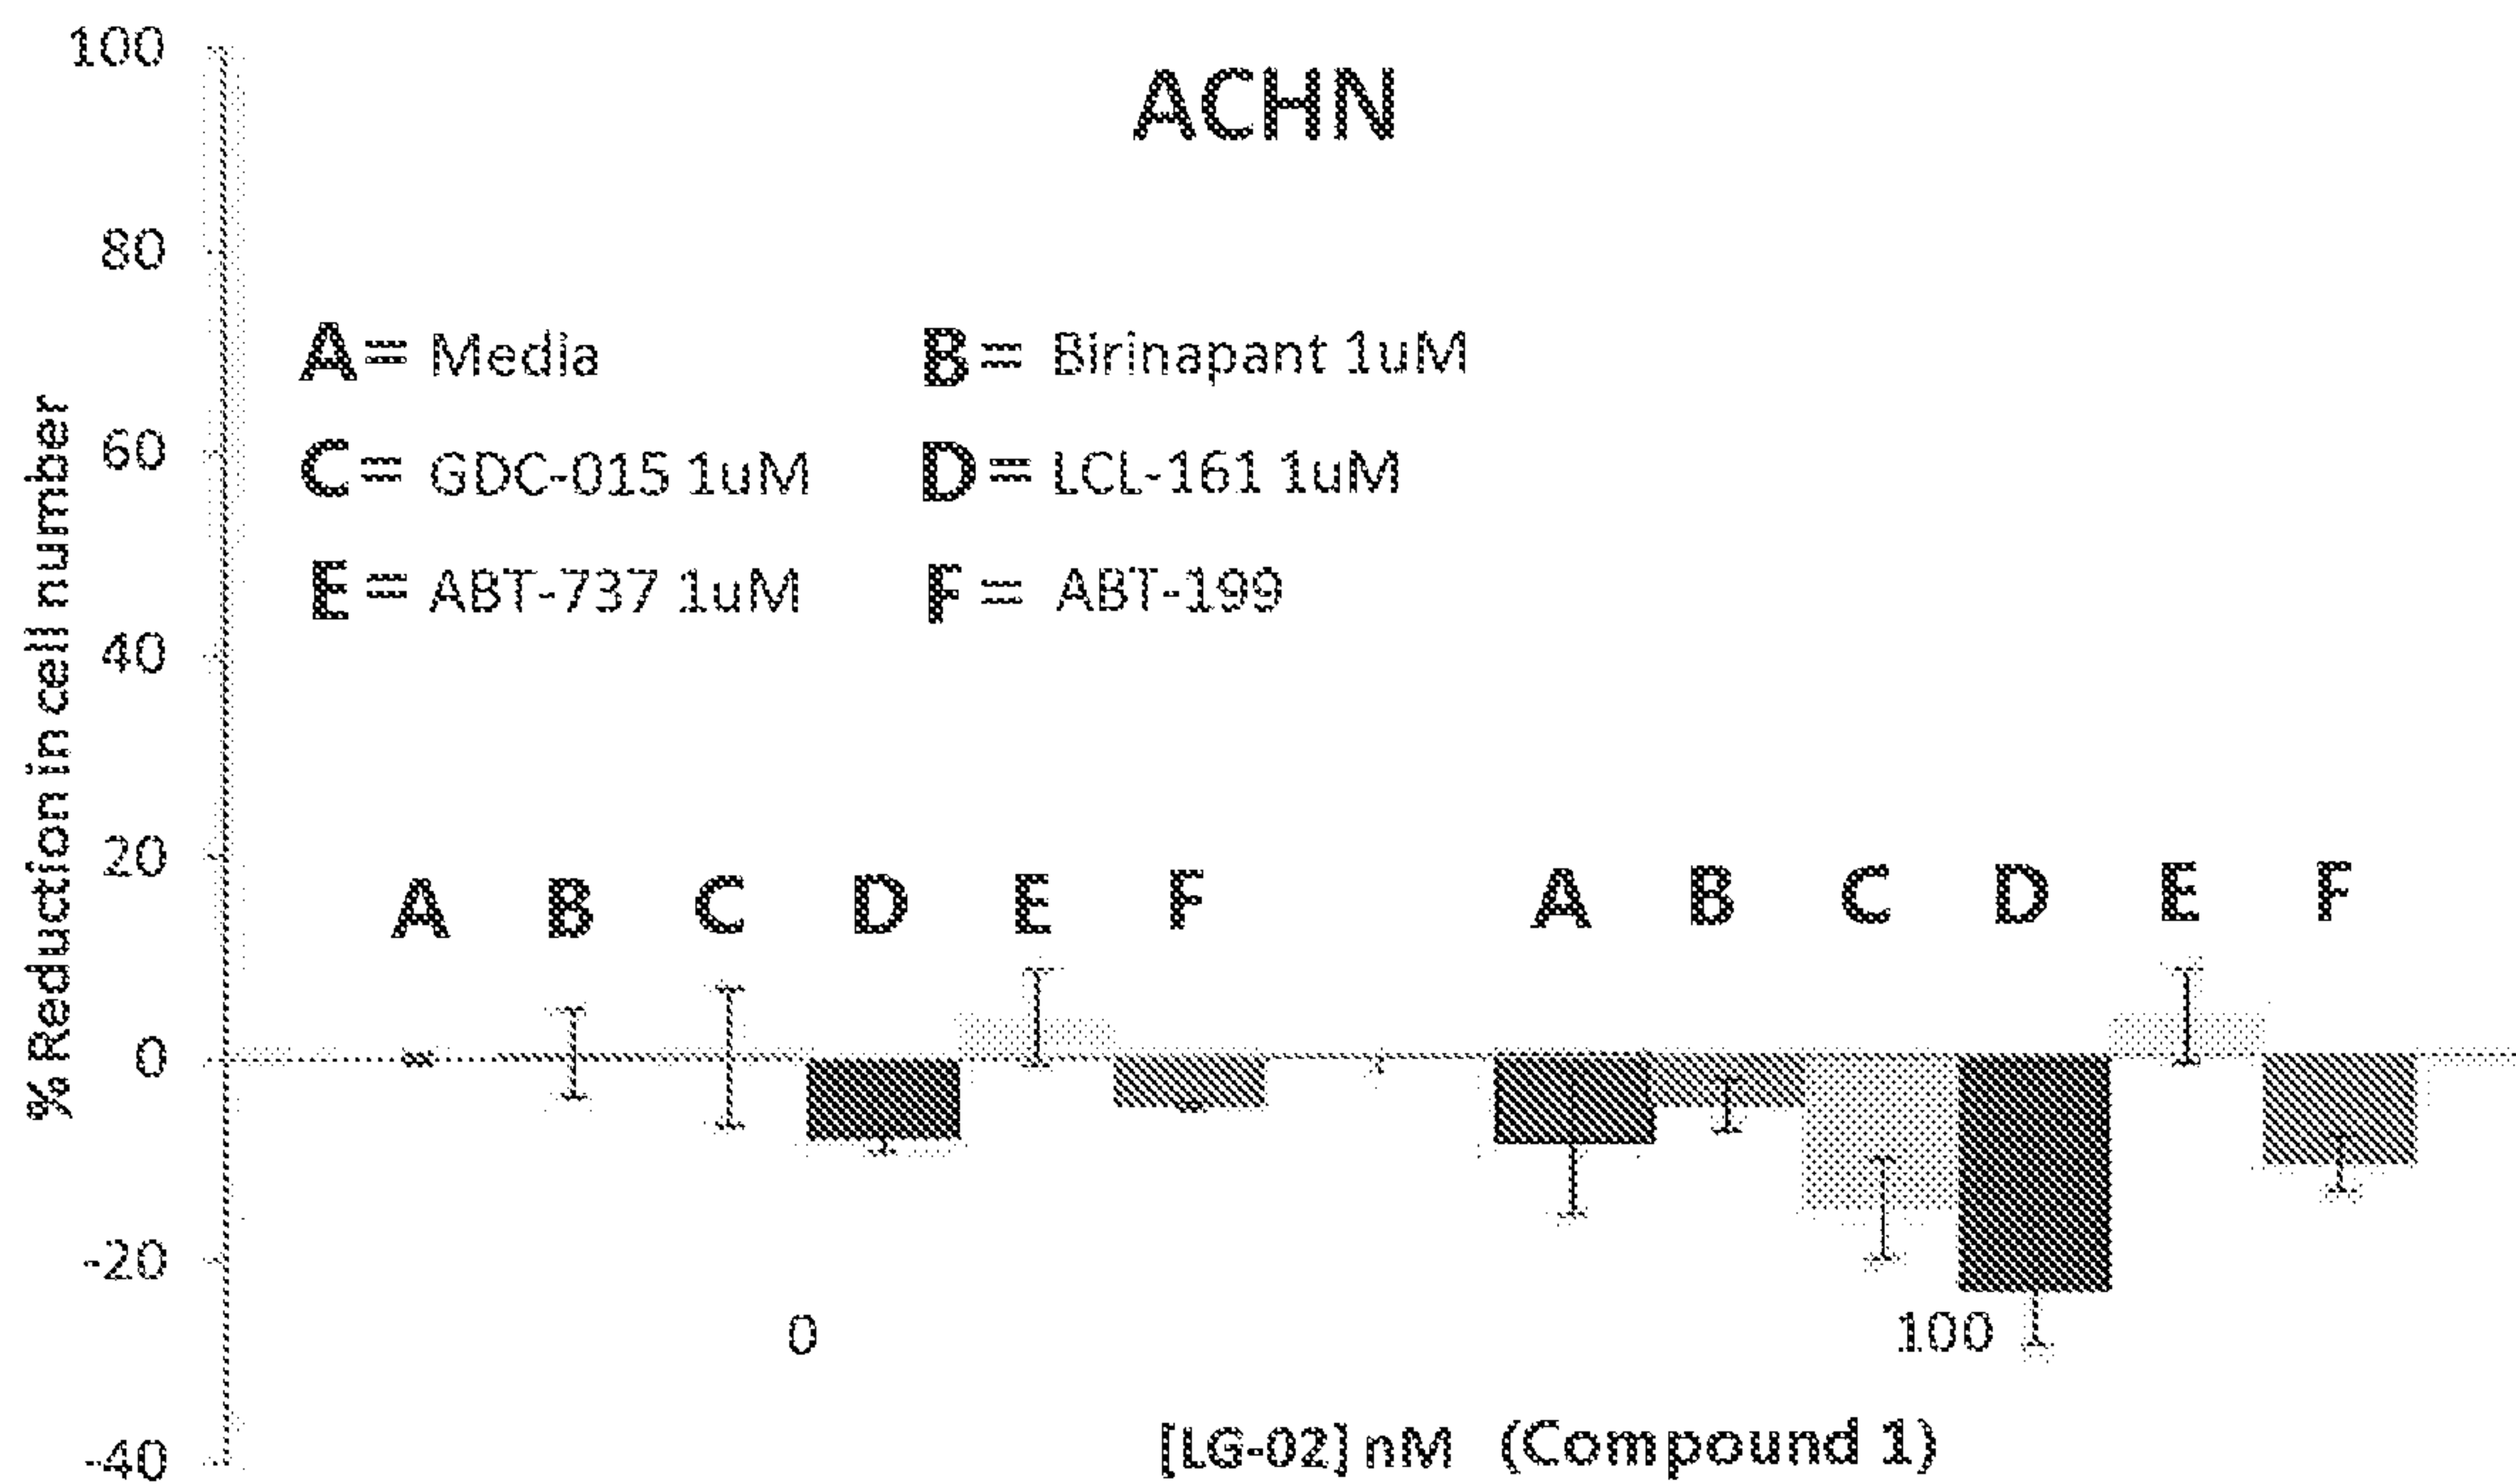 ACHN
% Reduction in cell number
100
80
60
40
20
0
-20
-40
A = Media
B = Birinapant 1uM
C = GDC-015 1uM
D = LCL-161 1uM
E = ABT-737 1uM
F = ABT-199
A B C D E F A B C D E F
0 100
[LG-02] nM (Compound 1)